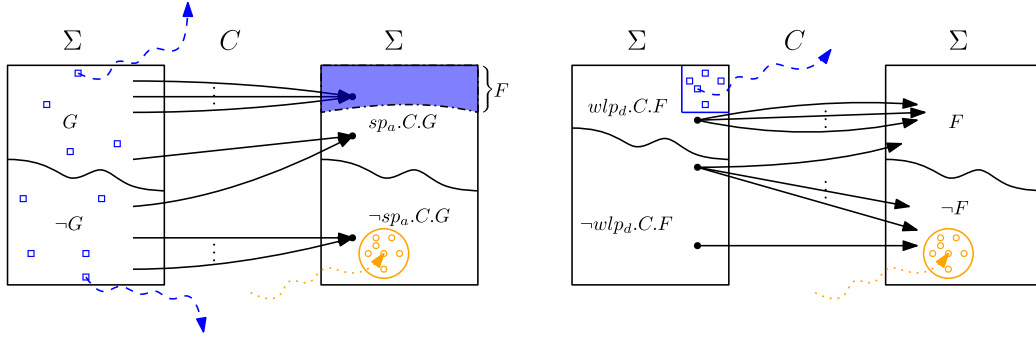 Σ C Σ Σ C Σ
F
wlp_d.C.F
G sp_a.C.G F
¬sp_a.C.G ¬F
¬G ¬wlp_d.C.F